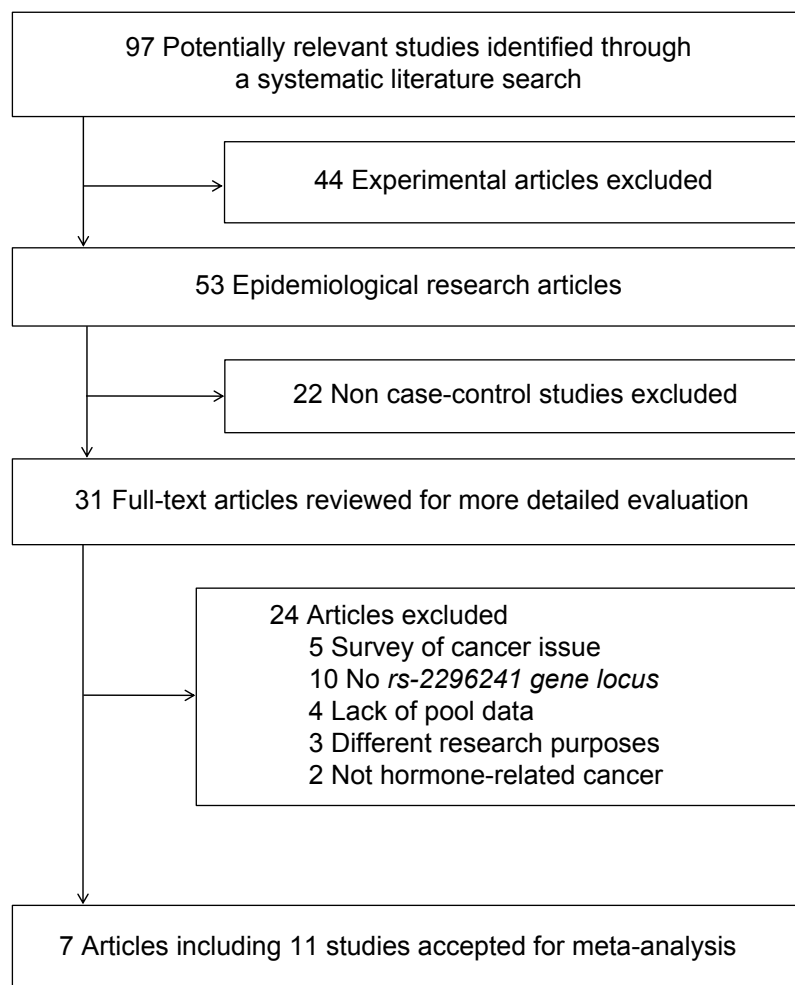 97 Potentially relevant studies identified through
a systematic literature search
44 Experimental articles excluded
53 Epidemiological research articles
22 Non case-control studies excluded
31 Full-text articles reviewed for more detailed evaluation
24 Articles excluded
5 Survey of cancer issue
10 No rs-2296241 gene locus
4 Lack of pool data
3 Different research purposes
2 Not hormone-related cancer
7 Articles including 11 studies accepted for meta-analysis